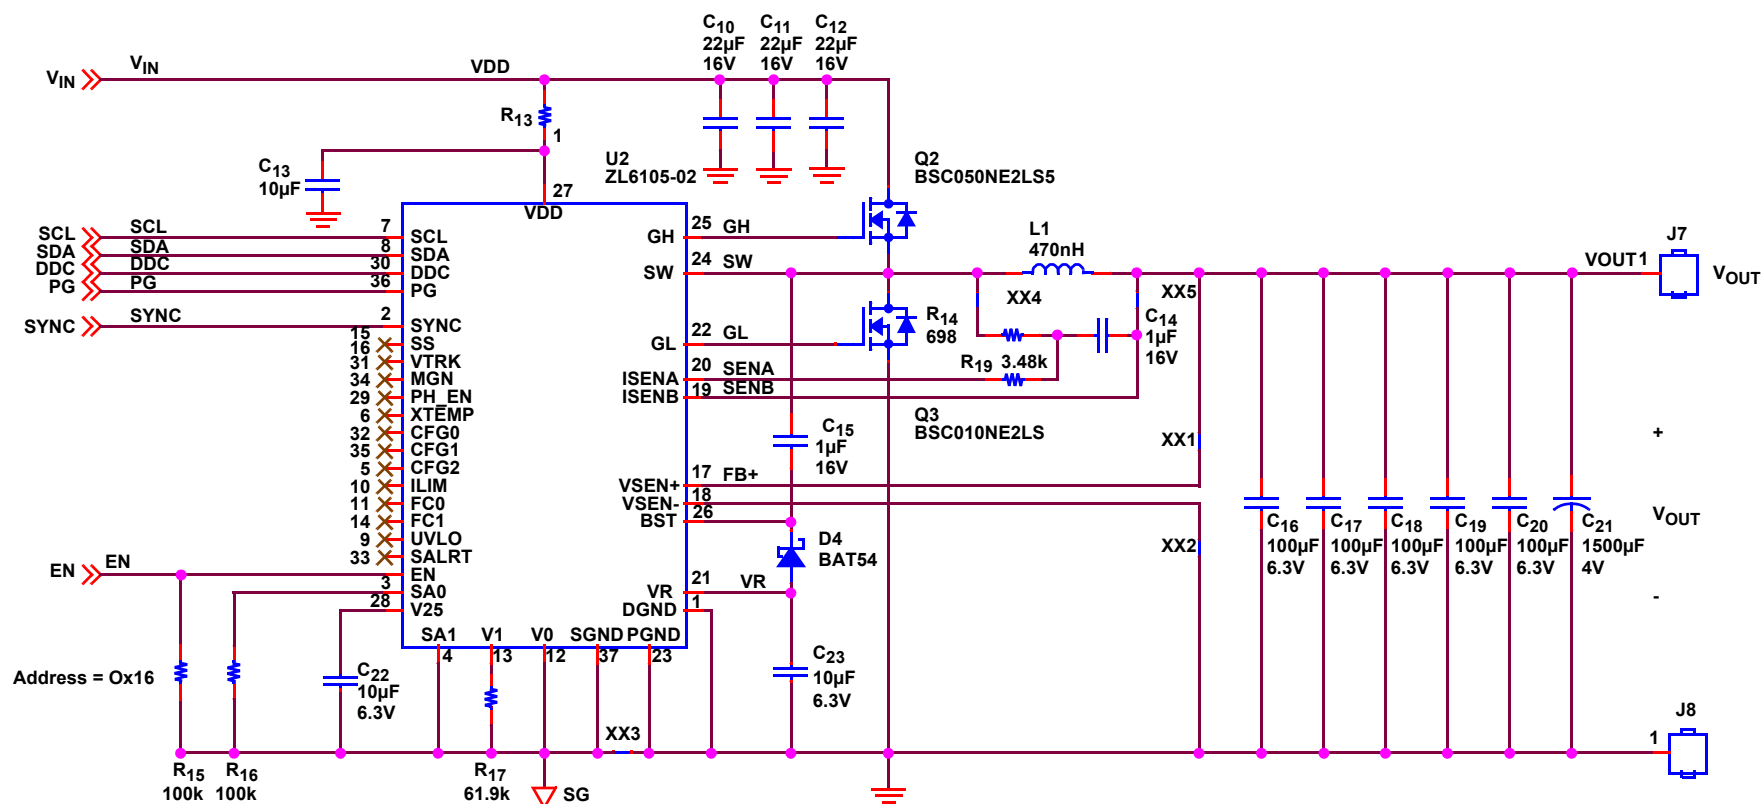 C10
22µF
16V
C11
22µF
16V
C12
22µF
16V
VIN
VIN
VDD
R13
1
C13
10µF
U2
ZL6105-02
Q2
BSC050NE2LS5
27
VDD
SCL
SCL
7
SCL
SDA
SDA
8
SDA
DDC
DDC
30
DDC
PG
PG
36
PG
SYNC
SYNC
2
SYNC
15
SS
16
VTRK
31
MGN
34
PH_EN
29
XTEMP
6
CFG0
32
CFG1
35
CFG2
5
ILIM
10
FC0
11
FC1
14
UVLO
9
SALRT
33
EN
EN
EN
3
SA0
28
V25
GH
25
GH
SW
24
SW
GL
22
GL
ISENA
20
SENA
ISENB
19
SENB
VSEN+
17
FB+
VSEN-
18
BST
26
VR
21
VR
DGND
1
SA1
V1
V0
SGND
PGND
4
13
12
37
23
L1
470nH
XX4
XX5
R14
698
C14
1µF
16V
R19 3.48k
Q3
BSC010NE2LS
C15
1µF
16V
XX1
XX2
D4
BAT54
C23
10µF
6.3V
J7
VOUT
1
VOUT
+
VOUT
-
C16
100µF
6.3V
C17
100µF
6.3V
C18
100µF
6.3V
C19
100µF
6.3V
C20
100µF
6.3V
C21
1500µF
4V
Address = Ox16
C22
10µF
6.3V
XX3
J8
1
R15
100k
R16
100k
R17
61.9k
SG